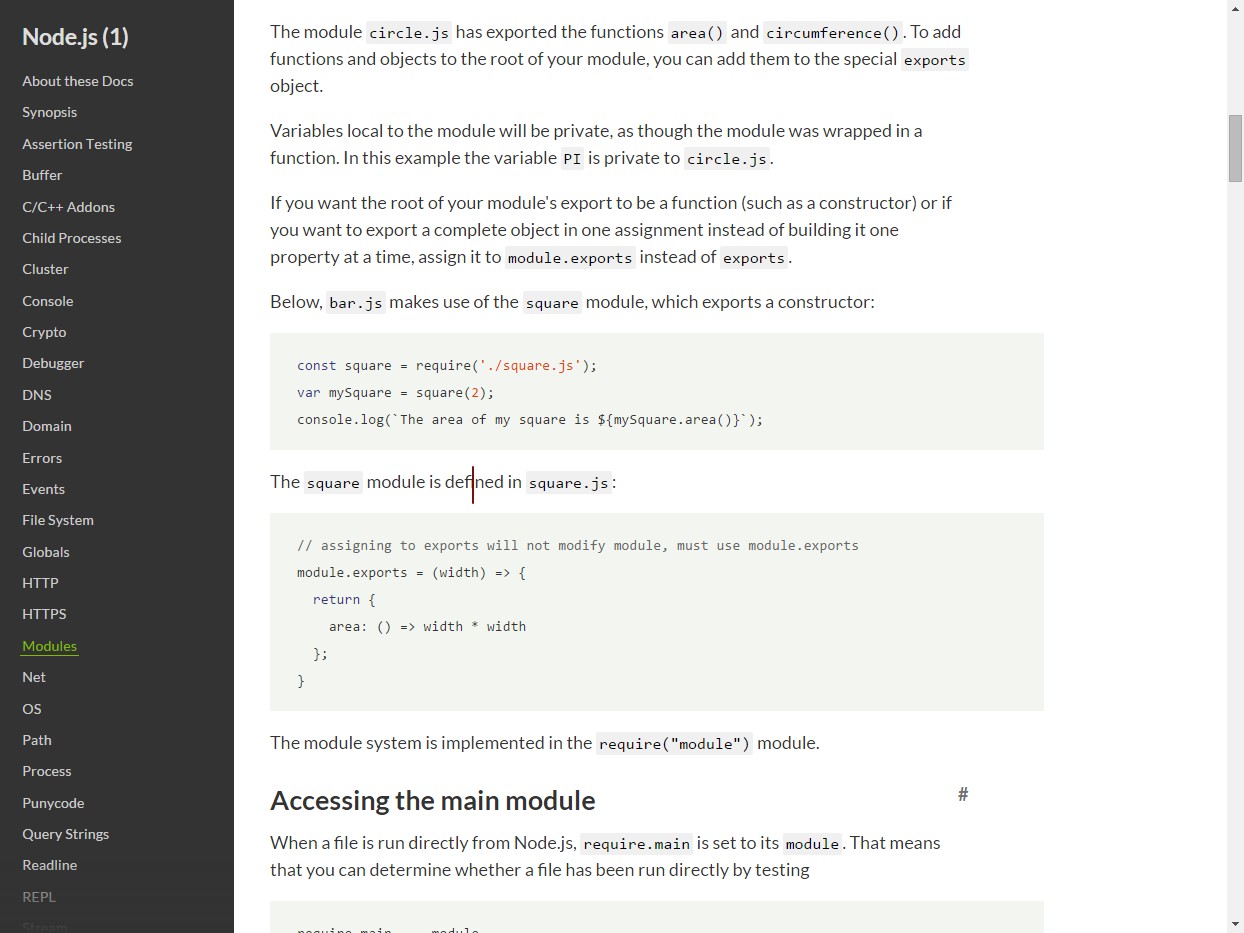 Node.js (1)
About these Docs
Synopsis
Assertion Testing
Buffer
C/C++ Addons
Child Processes
Cluster
Console
Crypto
Debugger
DNS
Domain
Errors
Events
File System
Globals
HTTP
HTTPS
Modules
Net
OS
Path
Process
Punycode
Query Strings
Readline
REPL
Stream
The module circle.js has exported the functions area() and circumference(). To add
functions and objects to the root of your module, you can add them to the special exports
object.
Variables local to the module will be private, as though the module was wrapped in a
function. In this example the variable PI is private to circle.js.
If you want the root of your module's export to be a function (such as a constructor) or if
you want to export a complete object in one assignment instead of building it one
property at a time, assign it to module.exports instead of exports.
Below, bar.js makes use of the square module, which exports a constructor:
const square = require('./square.js');
var mySquare = square(2);
console.log(`The area of my square is ${mySquare.area()}`);
The square module is defined in square.js:
// assigning to exports will not modify module, must use module.exports
module.exports = (width) => {
  return {
    area: () => width * width
  };
}
The module system is implemented in the require("module") module.
Accessing the main module #
When a file is run directly from Node.js, require.main is set to its module. That means
that you can determine whether a file has been run directly by testing
require.main module